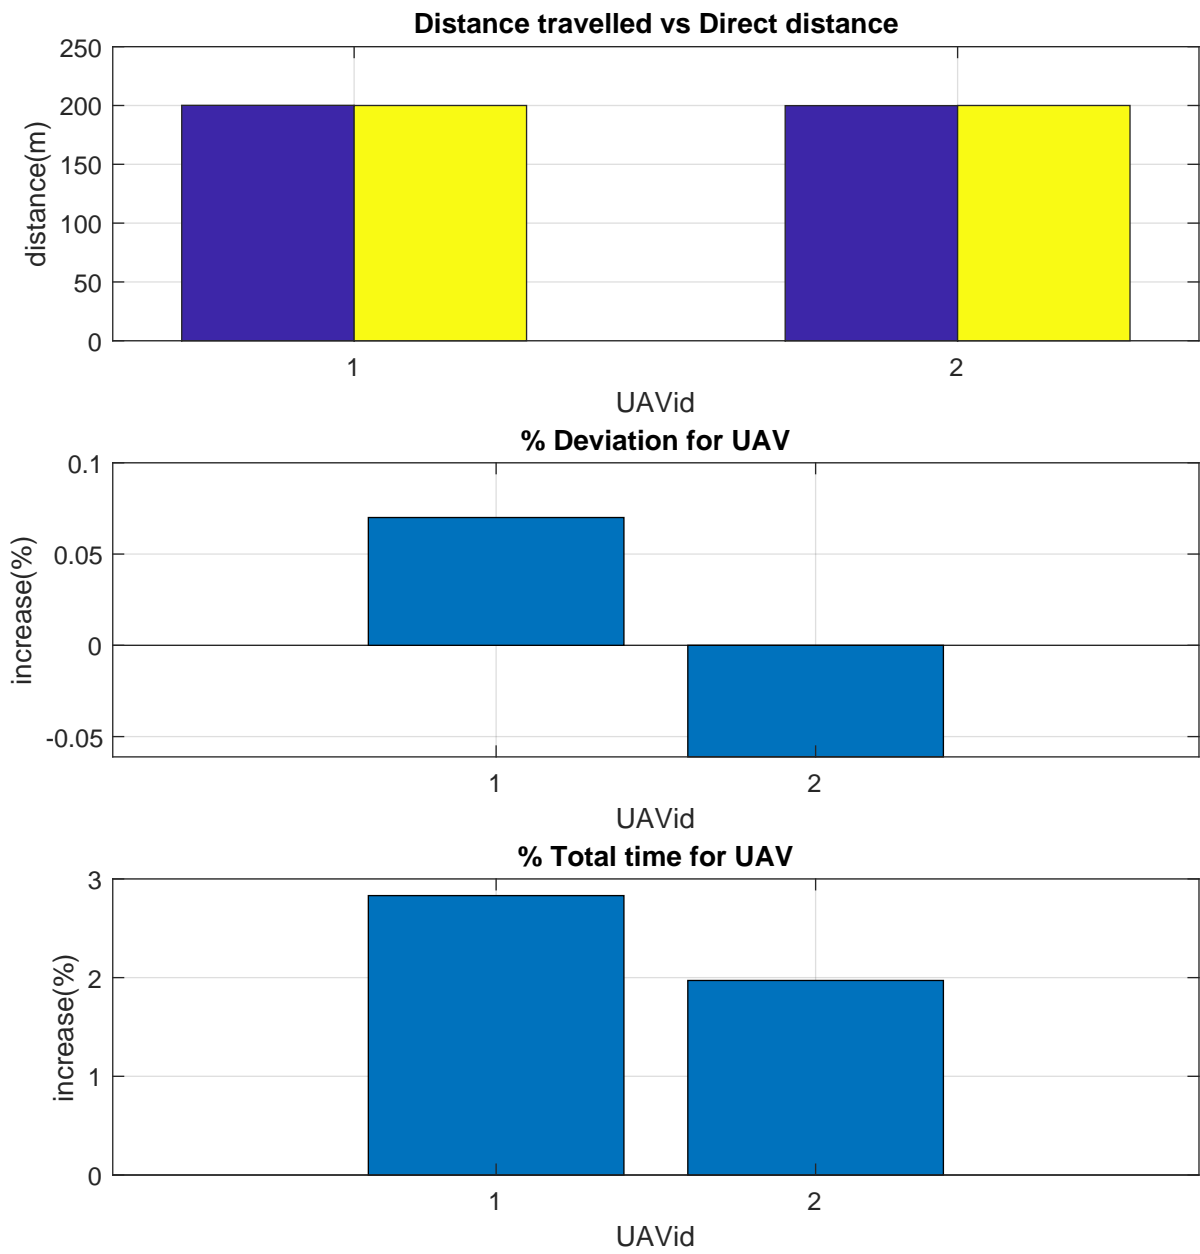 Distance travelled vs Direct distance
250
200
150
100
50
0
distance(m)
1 2
UAVid
% Deviation for UAV
0.1
0.05
0
-0.05
increase(%)
1 2
UAVid
% Total time for UAV
3
2
1
0
increase(%)
1 2
UAVid